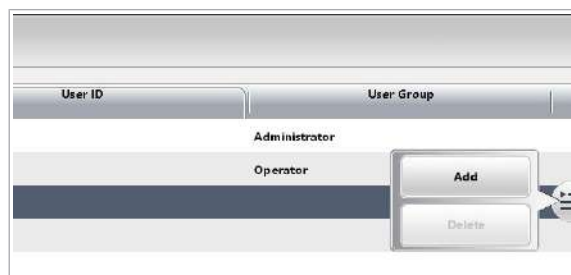 User ID User Group
Administrator
Operator
Add
Delete